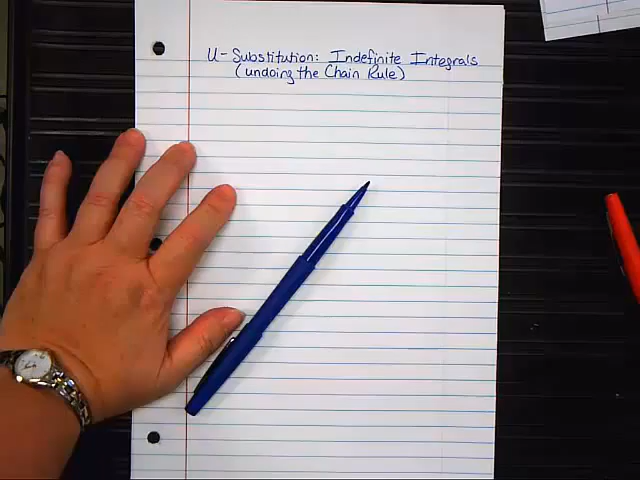 U- Substitution: Indefinite Integrals
(undoing the Chain Rule)